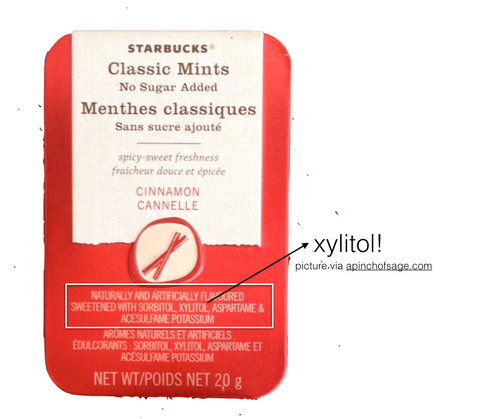 STARBUCKS®
Classic Mints
No Sugar Added
Menthes classiques
Sans sucre ajouté
spicy-sweet freshness
fraîcheur douce et épicée
CINNAMON
CANNELLE
xylitol!
picture via apinchofsage.com
NATURALLY AND ARTIFICIALLY FLAVOURED
SWEETENED WITH SORBITOL, XYLITOL, ASPARTAME &
ACESULFAME POTASSIUM
ARÔMES NATURELS ET ARTIFICIELS
ÉDULCORANTS : SORBITOL, XYLITOL, ASPARTAME ET
ACÉSULFAME POTASSIUM
NET WT/POIDS NET 20 g